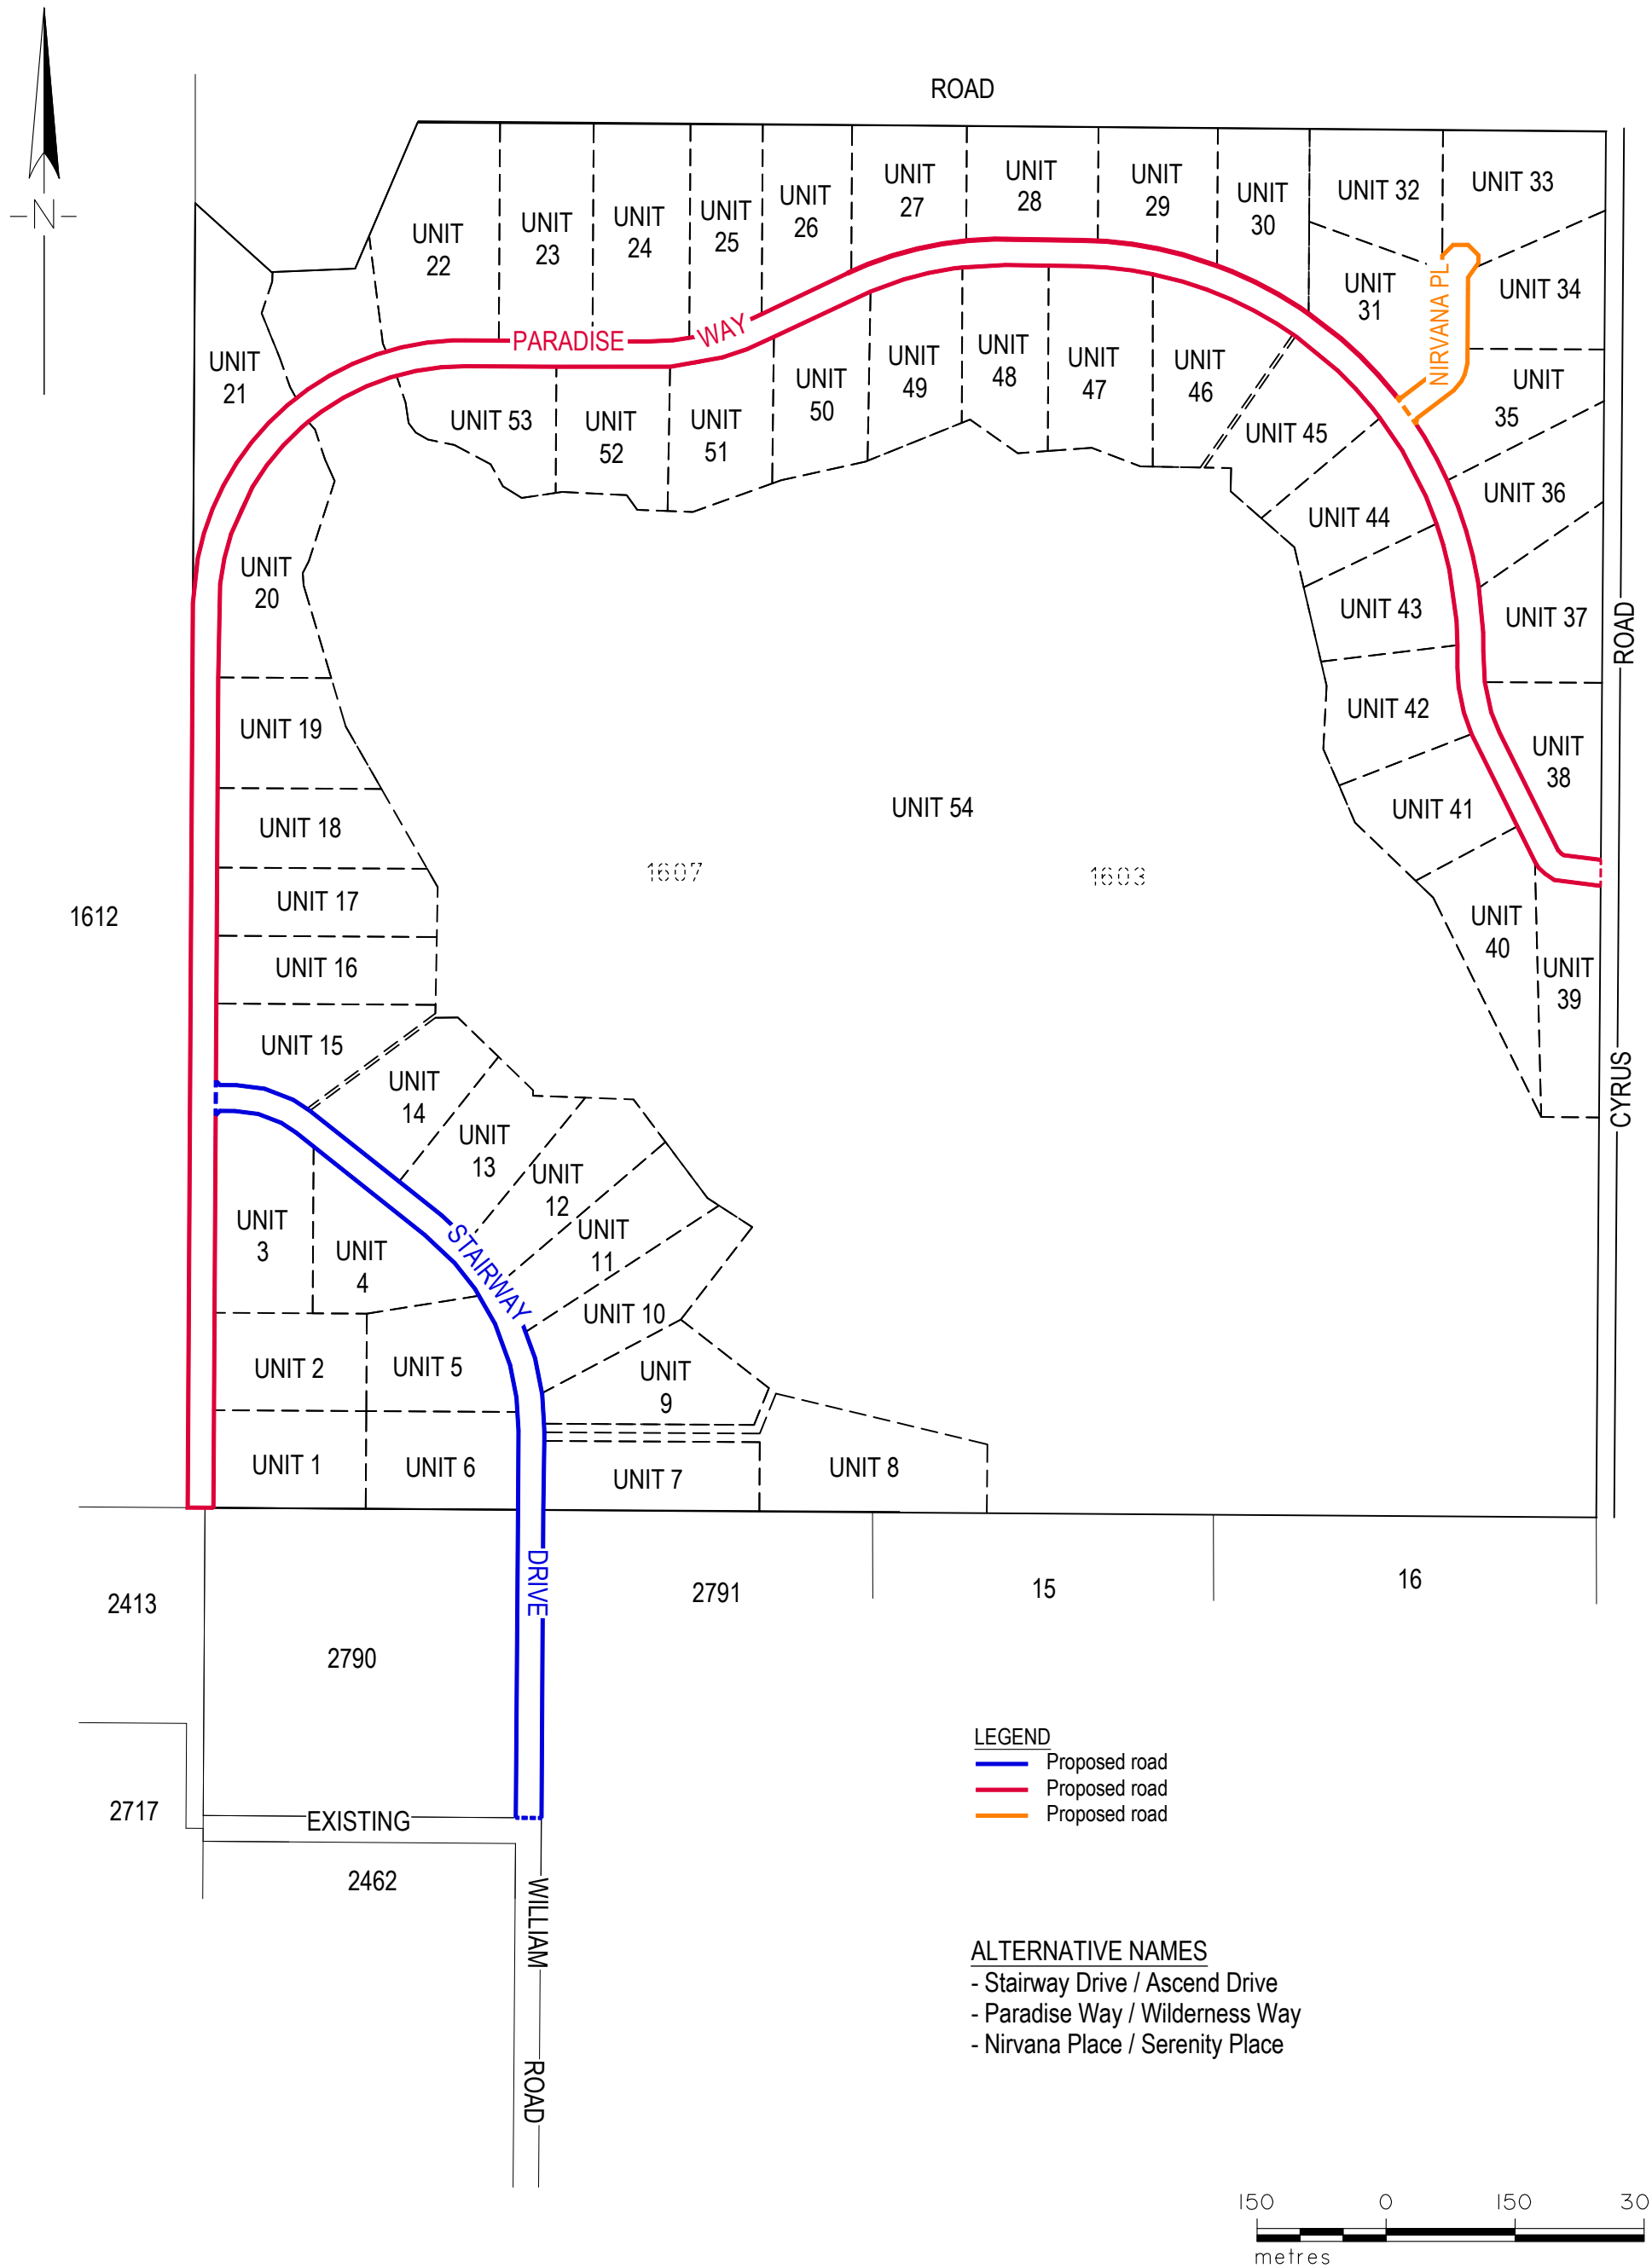 ROAD
-N-
UNIT 33
UNIT 32
UNIT
28
UNIT
29
UNIT
27
UNIT
26
UNIT
30
UNIT
25
UNIT
24
UNIT
23
UNIT
22
UNIT
31
NIRVANA PL
UNIT 34
PARADISE WAY
UNIT
21
UNIT
35
UNIT
46
UNIT
47
UNIT
48
UNIT
49
UNIT
50
UNIT
51
UNIT
52
UNIT 53
UNIT 45
UNIT 36
UNIT 44
UNIT
20
UNIT 43
UNIT 37
CYRUS ROAD
UNIT 42
UNIT 19
UNIT
38
UNIT 54
UNIT 41
UNIT 18
1607
1603
UNIT 17
1612
UNIT
40
UNIT
39
UNIT 16
UNIT 15
UNIT
14
UNIT
13
UNIT
12
UNIT
11
UNIT
3
UNIT
4
STAIRWAY DRIVE
UNIT 10
UNIT 2
UNIT 5
UNIT
9
UNIT 1
UNIT 6
UNIT 7
UNIT 8
2413
2791
15
16
2790
2717
EXISTING
2462
WILLIAM ROAD
LEGEND
Proposed road
Proposed road
Proposed road
ALTERNATIVE NAMES
- Stairway Drive / Ascend Drive
- Paradise Way / Wilderness Way
- Nirvana Place / Serenity Place
150 0 150 30
metres